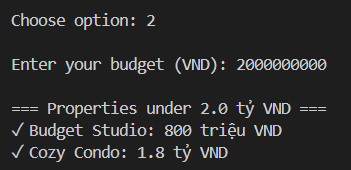 Choose option: 2
Enter your budget (VND): 2000000000
=== Properties under 2.0 tỷ VND ===
✓ Budget Studio: 800 triệu VND
✓ Cozy Condo: 1.8 tỷ VND